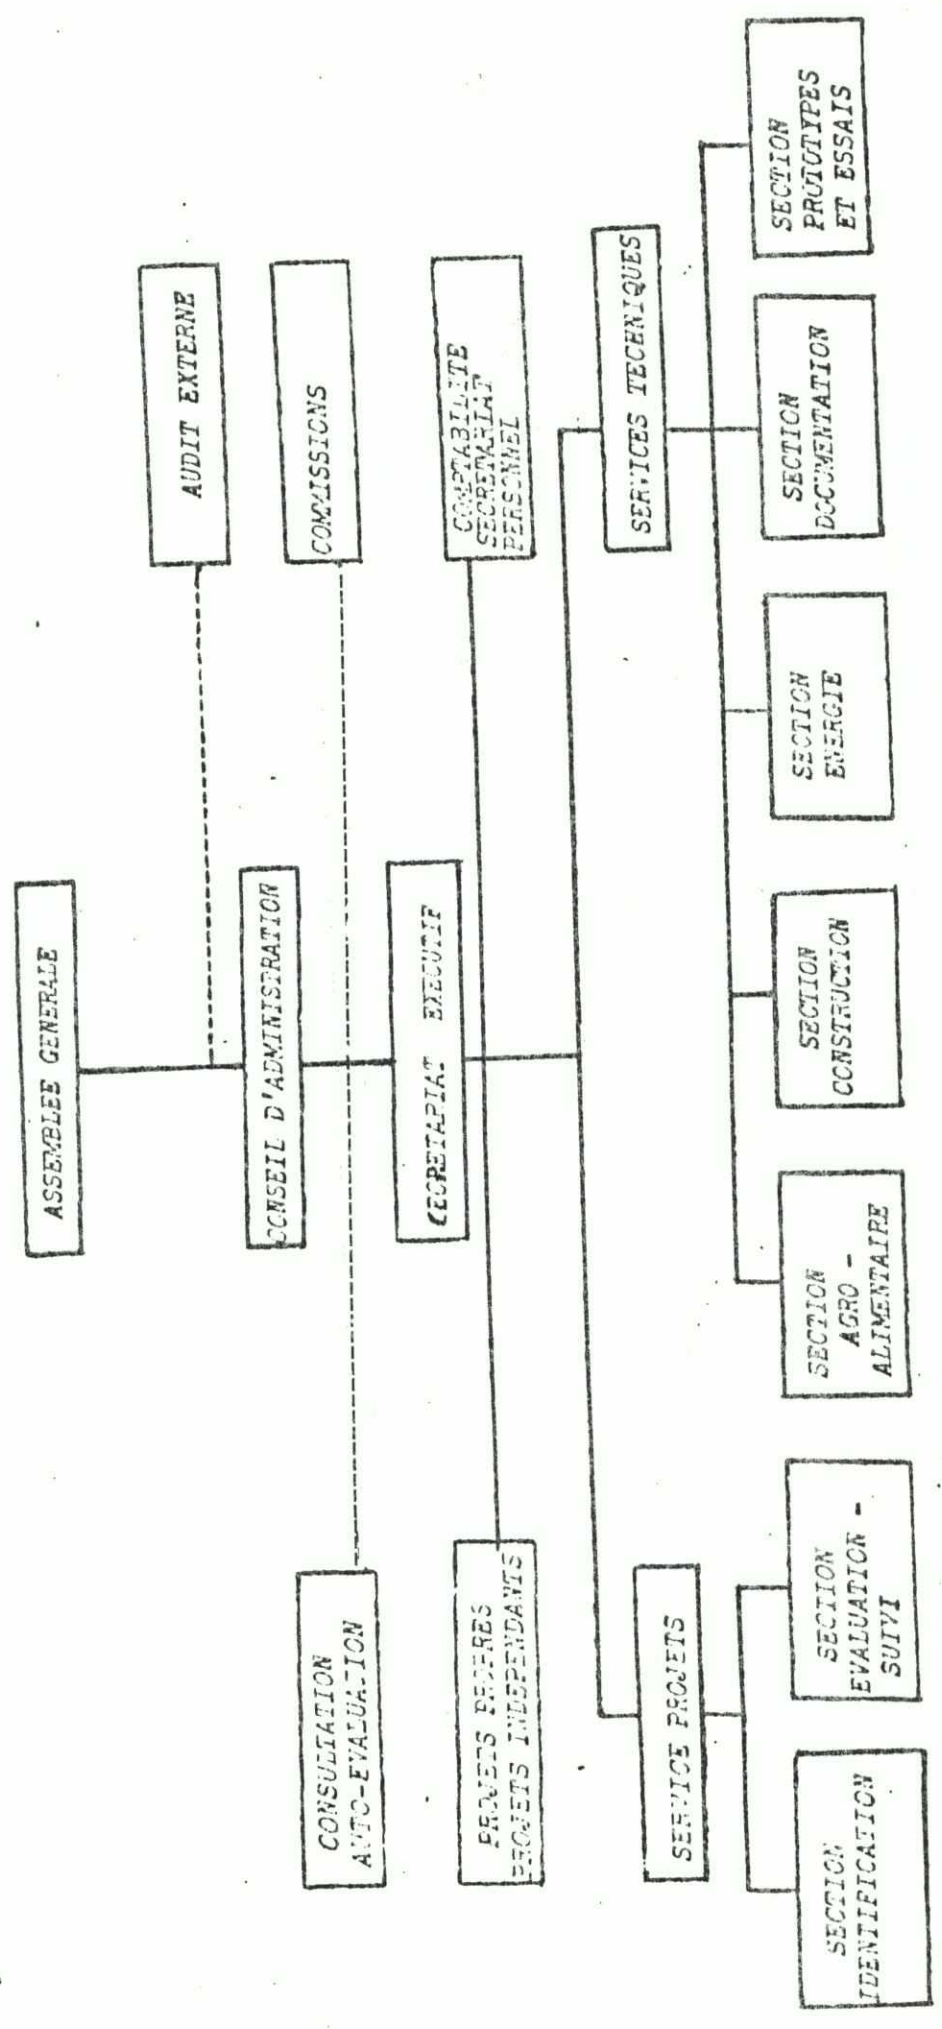 ASSEMBLEE GENERALE
AUDIT EXTERNE
CONSEIL D'ADMINISTRATION
CONSULTATION
AUTO-EVALUATION
COMMISSIONS
SECRETARIAT EXECUTIF
PROJETS PROPRES
PROJETS INDEPENDANTS
COMPTABILITE
SECRETARIAT
PERSONNEL
SERVICE PROJETS
SERVICES TECHNIQUES
SECTION
IDENTIFICATION
SECTION
EVALUATION -
SUIVI
SECTION
AGRO -
ALIMENTAIRE
SECTION
CONSTRUCTION
SECTION
ENERGIE
SECTION
DOCUMENTATION
SECTION
PROTOTYPES
ET ESSAIS